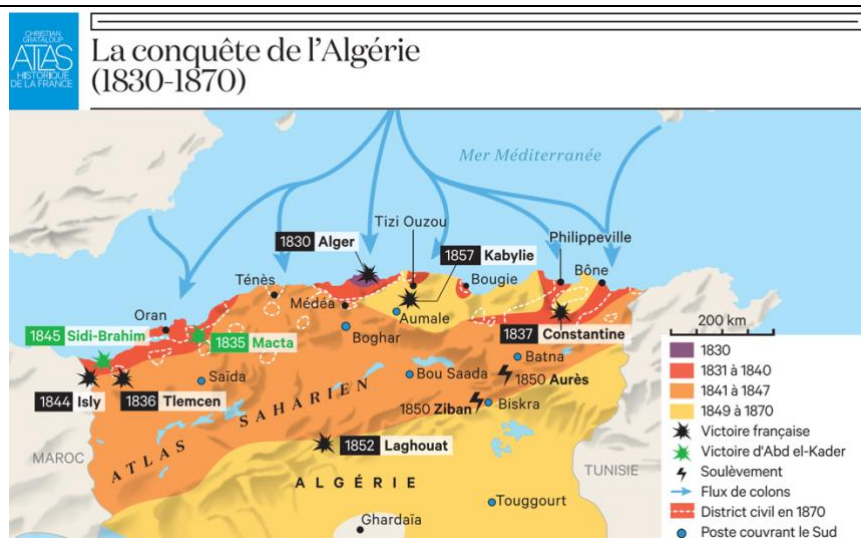 CHRISTIAN
GRATALOUP
ATLAS
HISTORIQUE
DE LA FRANCE
La conquête de l'Algérie
(1830-1870)
Mer Méditerranée
Tizi Ouzou
1830 Alger
1857 Kabylie
Philippeville
Ténès
Médéa
Bougie
Bône
Oran
Aumale
1845 Sidi-Brahim
1835 Macta
Boghar
1837 Constantine
Batna
Saïda
Bou Saada
1850 Aurès
1844 Isly
1836 Tlemcen
1850 Ziban
Biskra
ATLAS SAHARIEN
1852 Laghouat
MAROC
ALGÉRIE
TUNISIE
Touggourt
Ghardaïa
200 km
1830
1831 à 1840
1841 à 1847
1849 à 1870
Victoire française
Victoire d'Abd el-Kader
Soulèvement
Flux de colons
District civil en 1870
Poste couvrant le Sud